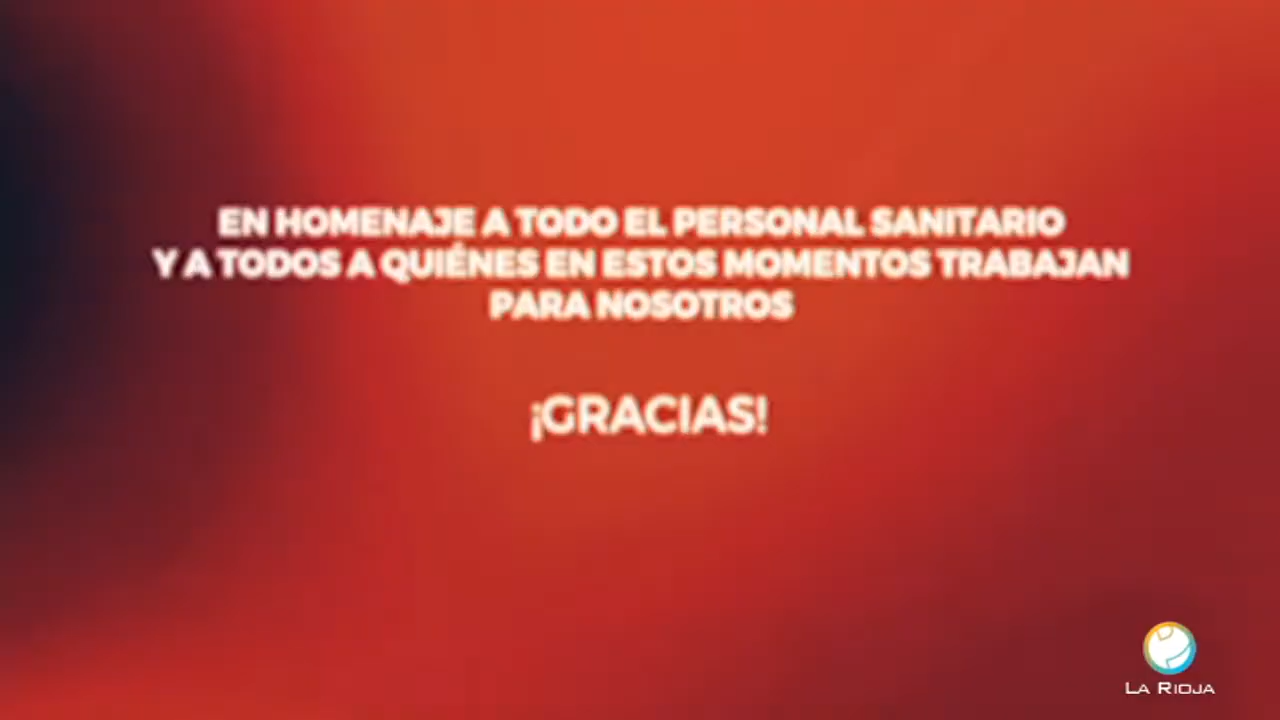 EN HOMENAJE A TODO EL PERSONAL SANITARIO
Y A TODOS A QUIÉNES EN ESTOS MOMENTOS TRABAJAN
PARA NOSOTROS
¡GRACIAS!
LA RIOJA